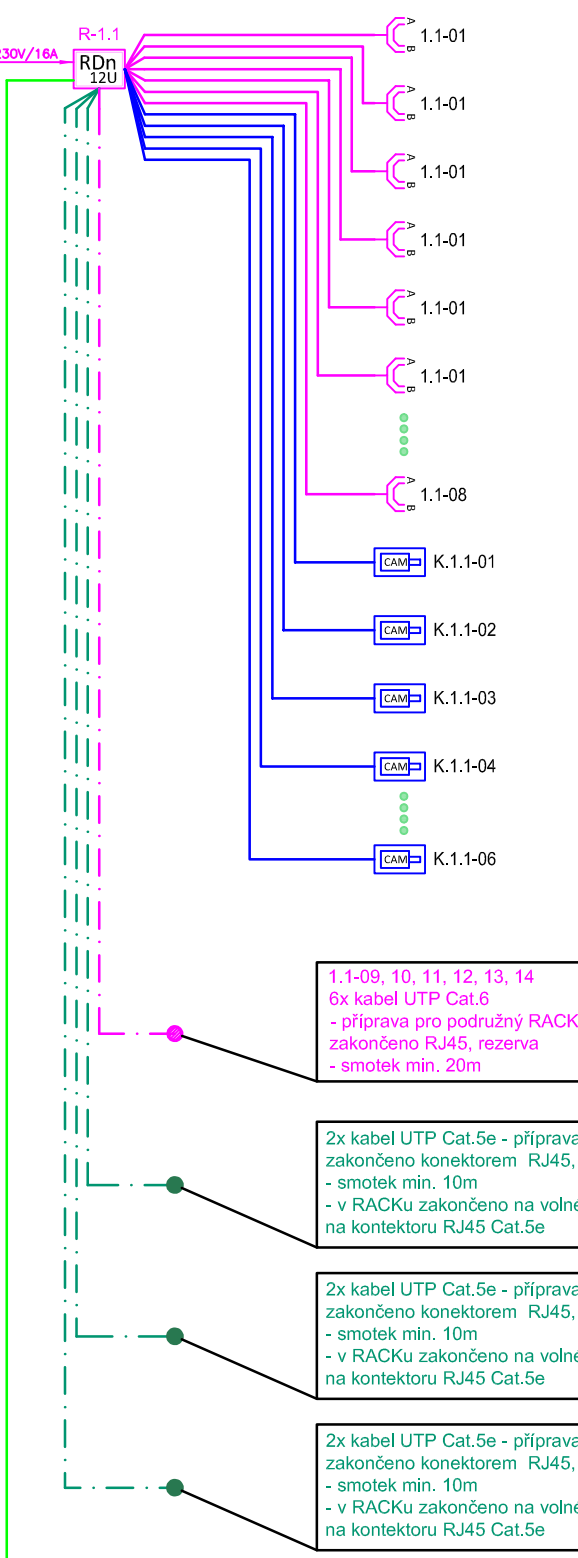 R-1.1
230V/16A
RDn
12U
A
B
1.1-01
A
B
1.1-01
A
B
1.1-01
A
B
1.1-01
A
B
1.1-01
A
B
1.1-01
A
B
1.1-08
CAM
K.1.1-01
CAM
K.1.1-02
CAM
K.1.1-03
CAM
K.1.1-04
CAM
K.1.1-06
1.1-09, 10, 11, 12, 13, 14
6x kabel UTP Cat.6
- příprava pro podružný RACK
zakončeno RJ45, rezerva
- smotek min. 20m
2x kabel UTP Cat.5e - příprava
zakončeno konektorem RJ45,
- smotek min. 10m
- v RACKu zakončeno na volné
na kontektoru RJ45 Cat.5e
2x kabel UTP Cat.5e - příprava
zakončeno konektorem RJ45,
- smotek min. 10m
- v RACKu zakončeno na volné
na kontektoru RJ45 Cat.5e
2x kabel UTP Cat.5e - příprava
zakončeno konektorem RJ45,
- smotek min. 10m
- v RACKu zakončeno na volné
na kontektoru RJ45 Cat.5e